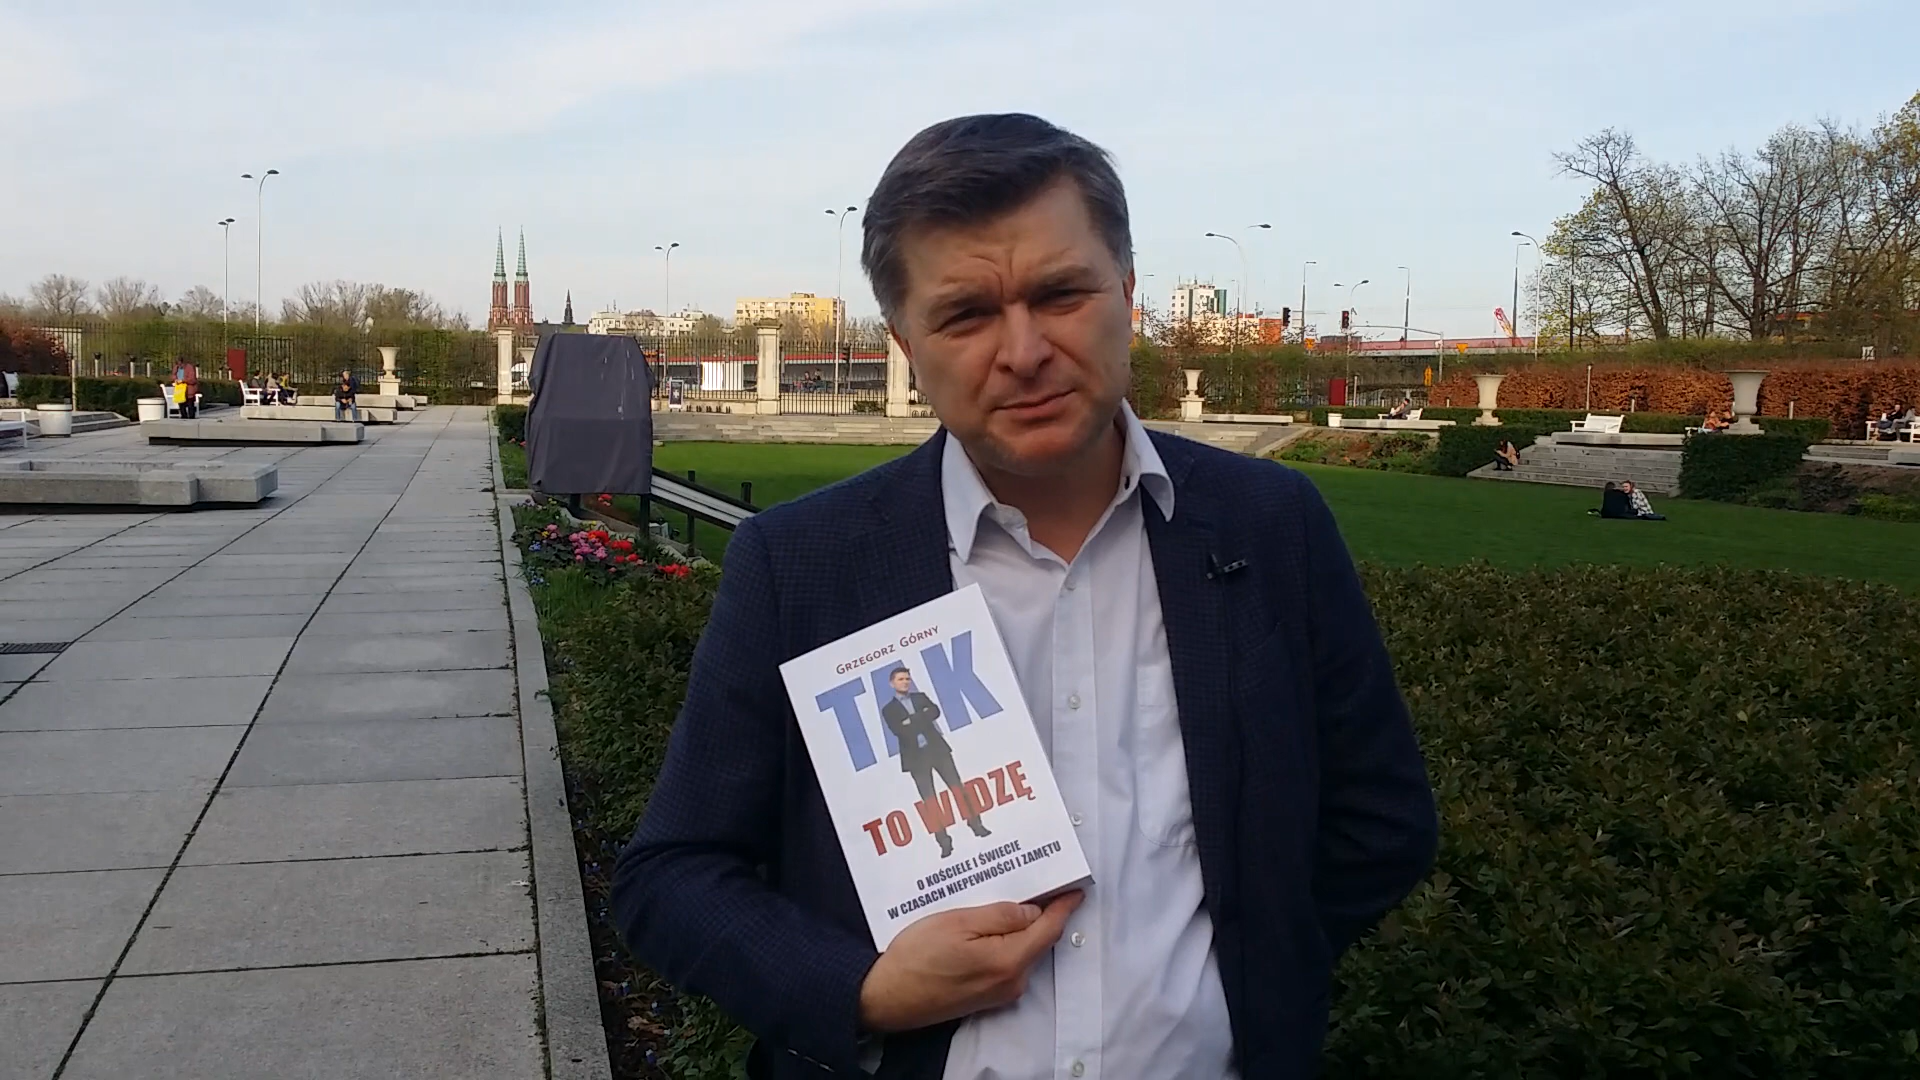 GRZEGORZ GÓRNY
TAK
TO WIDZĘ
O KOŚCIELE I ŚWIECIE
W CZASACH NIEPEWNOŚCI I ZAMĘTU